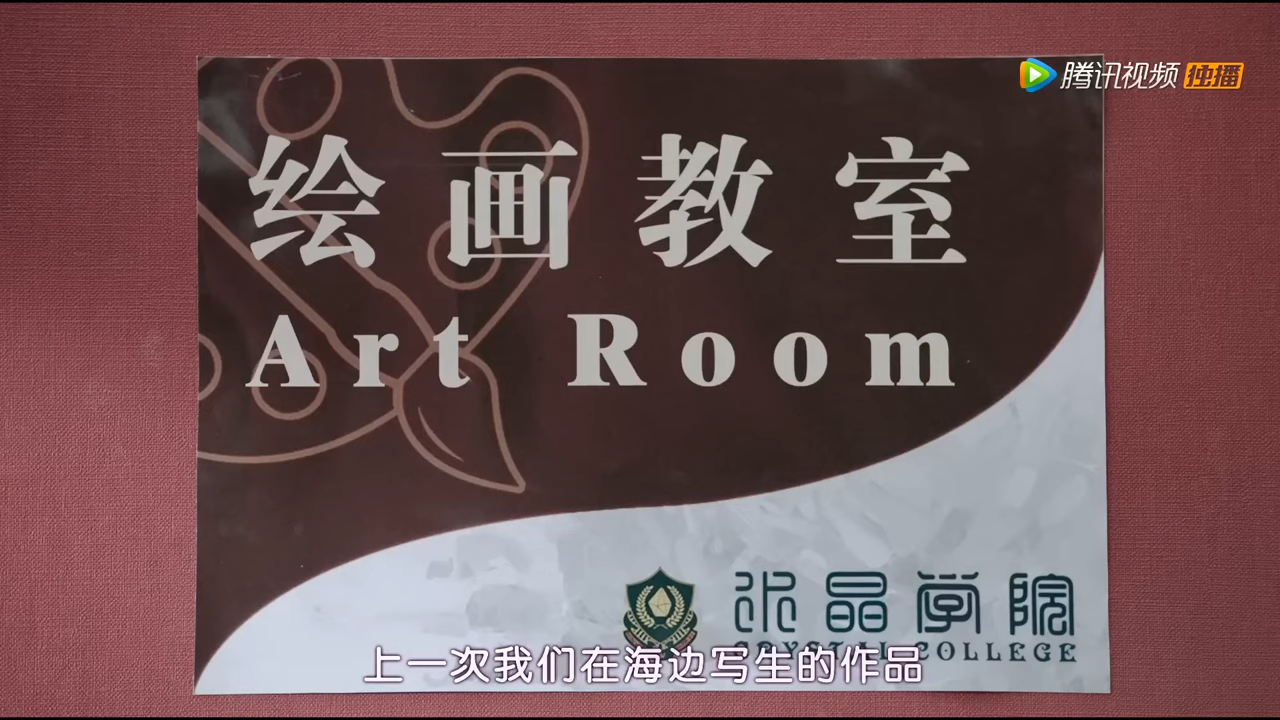 腾讯视频 独播
绘画教室
Art Room
水晶学院
CRYSTAL COLLEGE
上一次我们在海边写生的作品